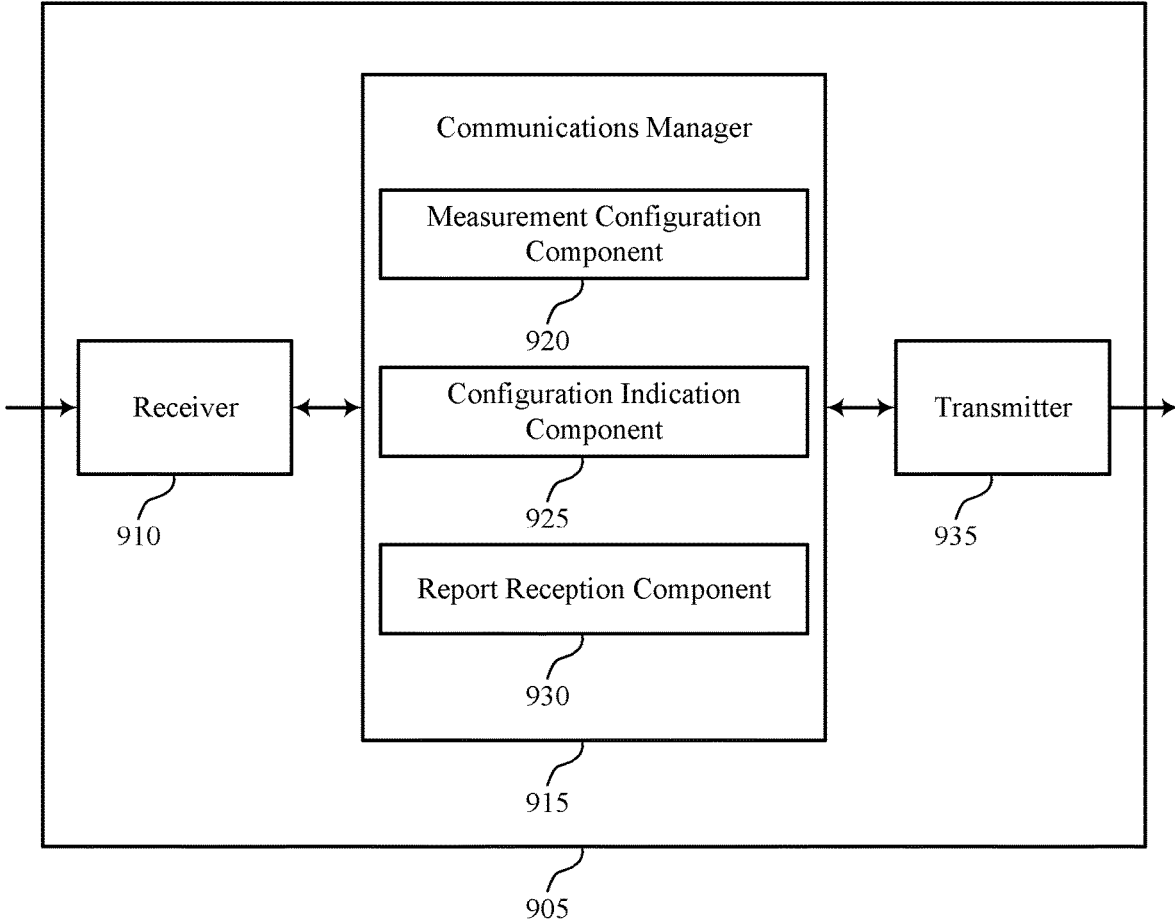 Communications Manager
Measurement Configuration
Component
920
Receiver
910
Configuration Indication
Component
925
Transmitter
935
Report Reception Component
930
915
905